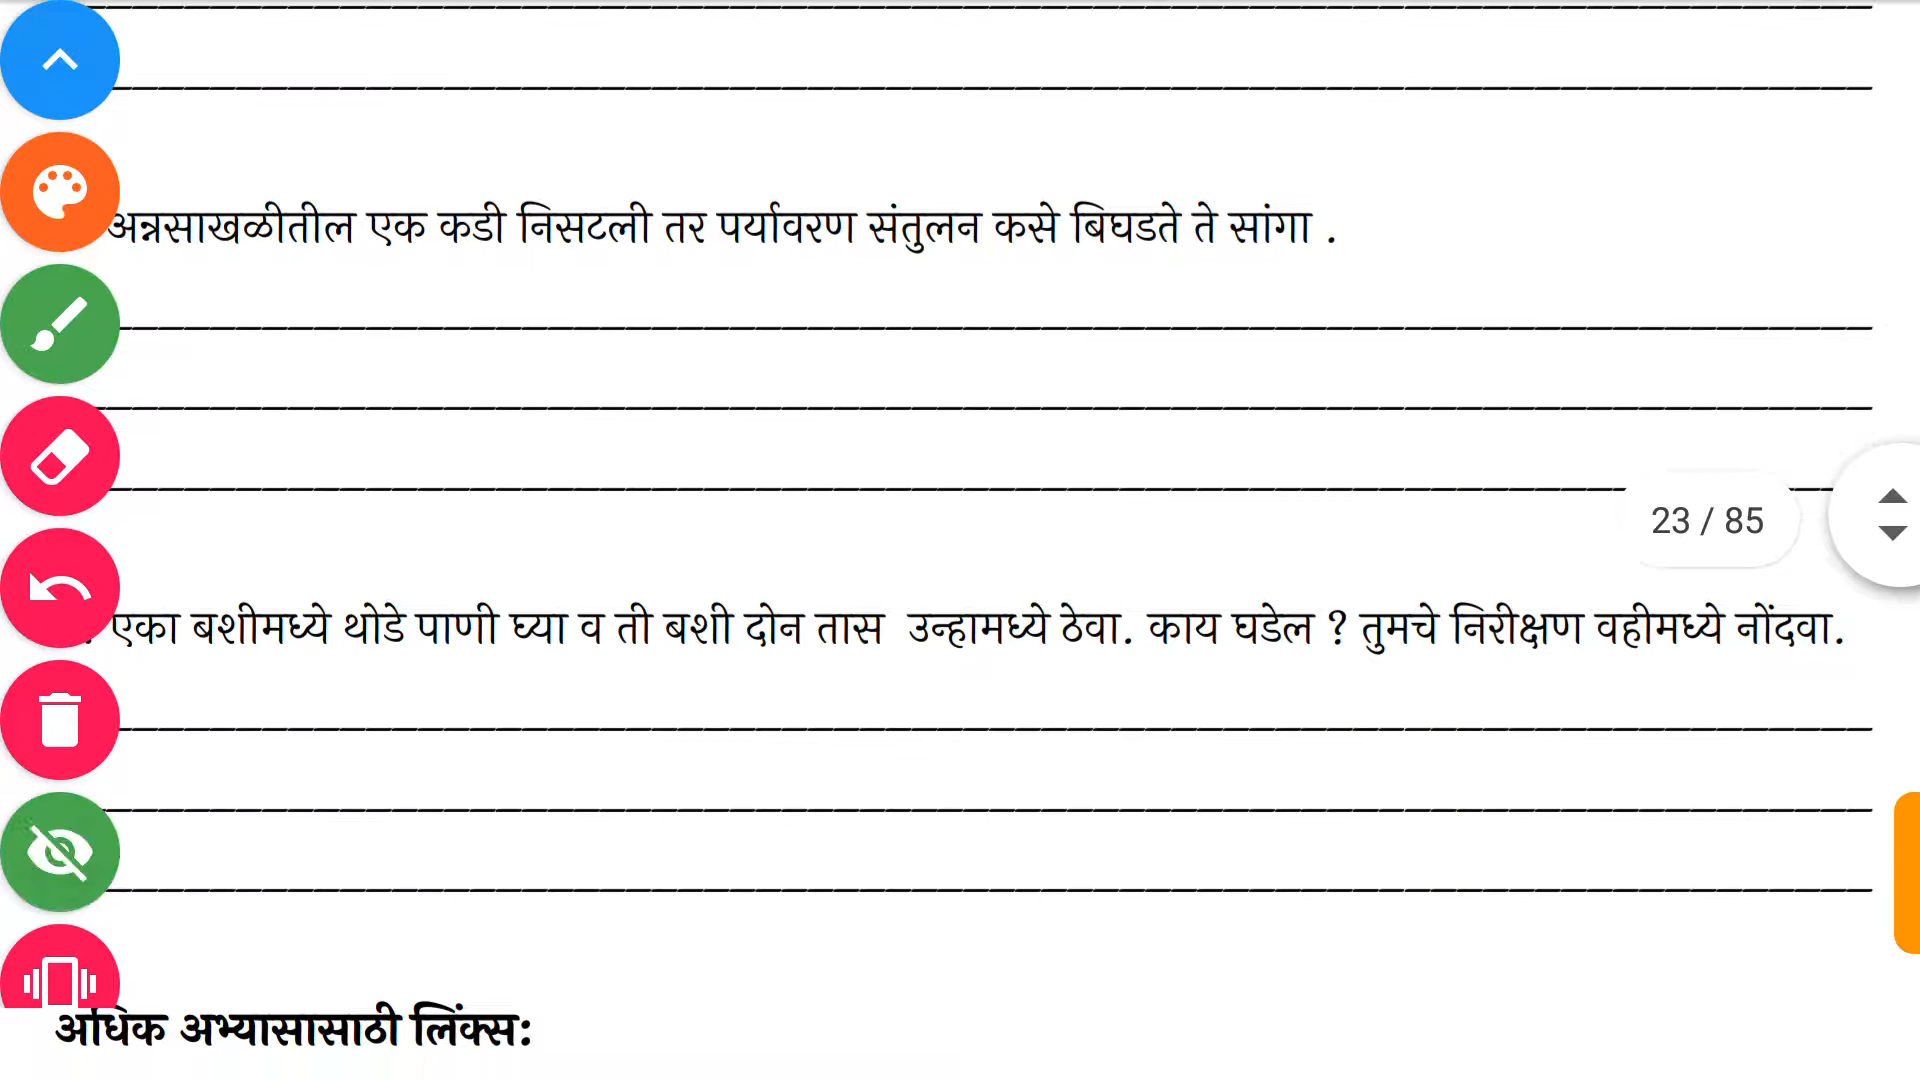 अन्नसाखळीतील एक कडी निसटली तर पर्यावरण संतुलन कसे बिघडते ते सांगा .
23 / 85
एका बशीमध्ये थोडे पाणी घ्या व ती बशी दोन तास उन्हामध्ये ठेवा. काय घडेल ? तुमचे निरीक्षण वहीमध्ये नोंदवा.
अधिक अभ्यासासाठी लिंक्स: